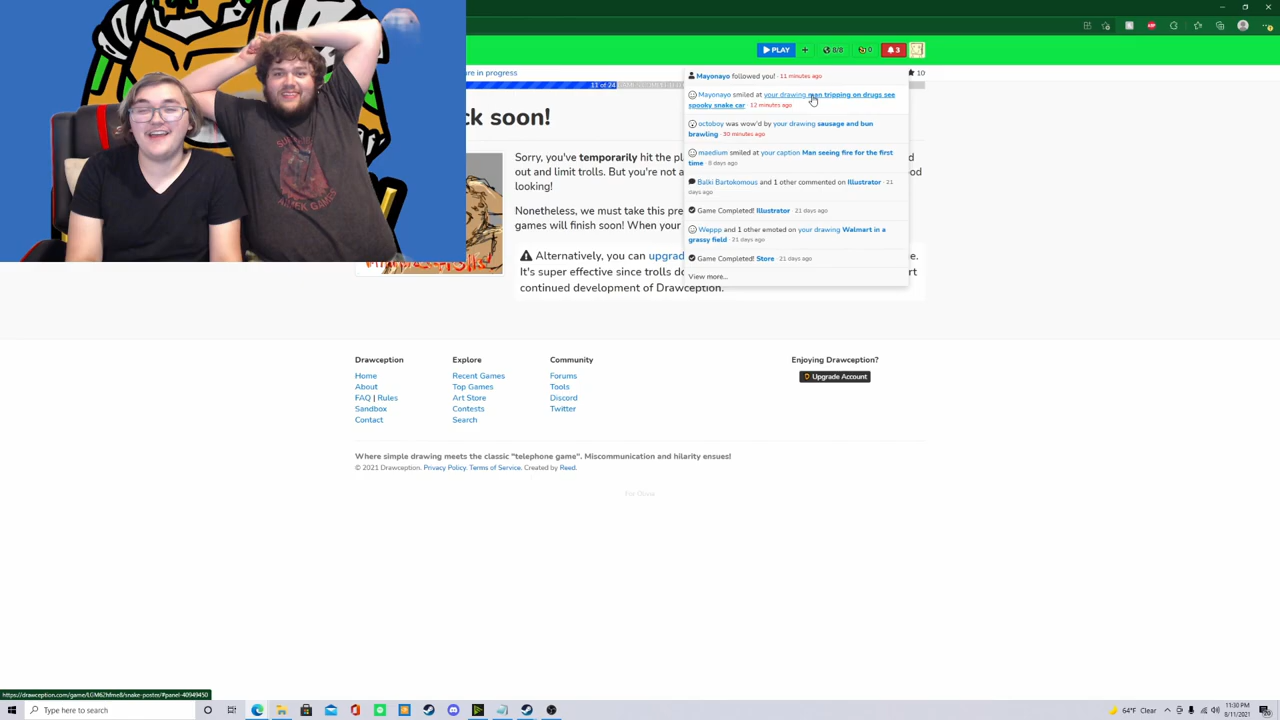 PLAY
8/8
0
3
are in progress
10
11 of 24
Mayonayo followed you! · 11 minutes ago
Mayonayo smiled at your drawing man tripping on drugs see
spooky snake car · 12 minutes ago
octoboy was wow'd by your drawing sausage and bun
brawling · 30 minutes ago
maedium smiled at your caption Man seeing fire for the first
time · 8 days ago
Balki Bartokomous and 1 other commented on Illustrator · 21
days ago
Game Completed! Illustrator · 21 days ago
Weppp and 1 other emoted on your drawing Walmart in a
grassy field · 21 days ago
Game Completed! Store · 21 days ago
View more...
ck soon!
Sorry, you've temporarily hit the pl
out and limit trolls. But you're not a
looking!
Nonetheless, we must take this pre
games will finish soon! When your
Alternatively, you can upgrad
It's super effective since trolls do
continued development of Drawception.
Drawception
Home
About
FAQ | Rules
Sandbox
Contact
Explore
Recent Games
Top Games
Art Store
Contests
Search
Community
Forums
Tools
Discord
Twitter
Enjoying Drawception?
Upgrade Account
Where simple drawing meets the classic "telephone game". Miscommunication and hilarity ensues!
© 2021 Drawception. Privacy Policy. Terms of Service. Created by Reed.
For Olivia
Type here to search
64°F Clear
11:30 PM
8/11/2021